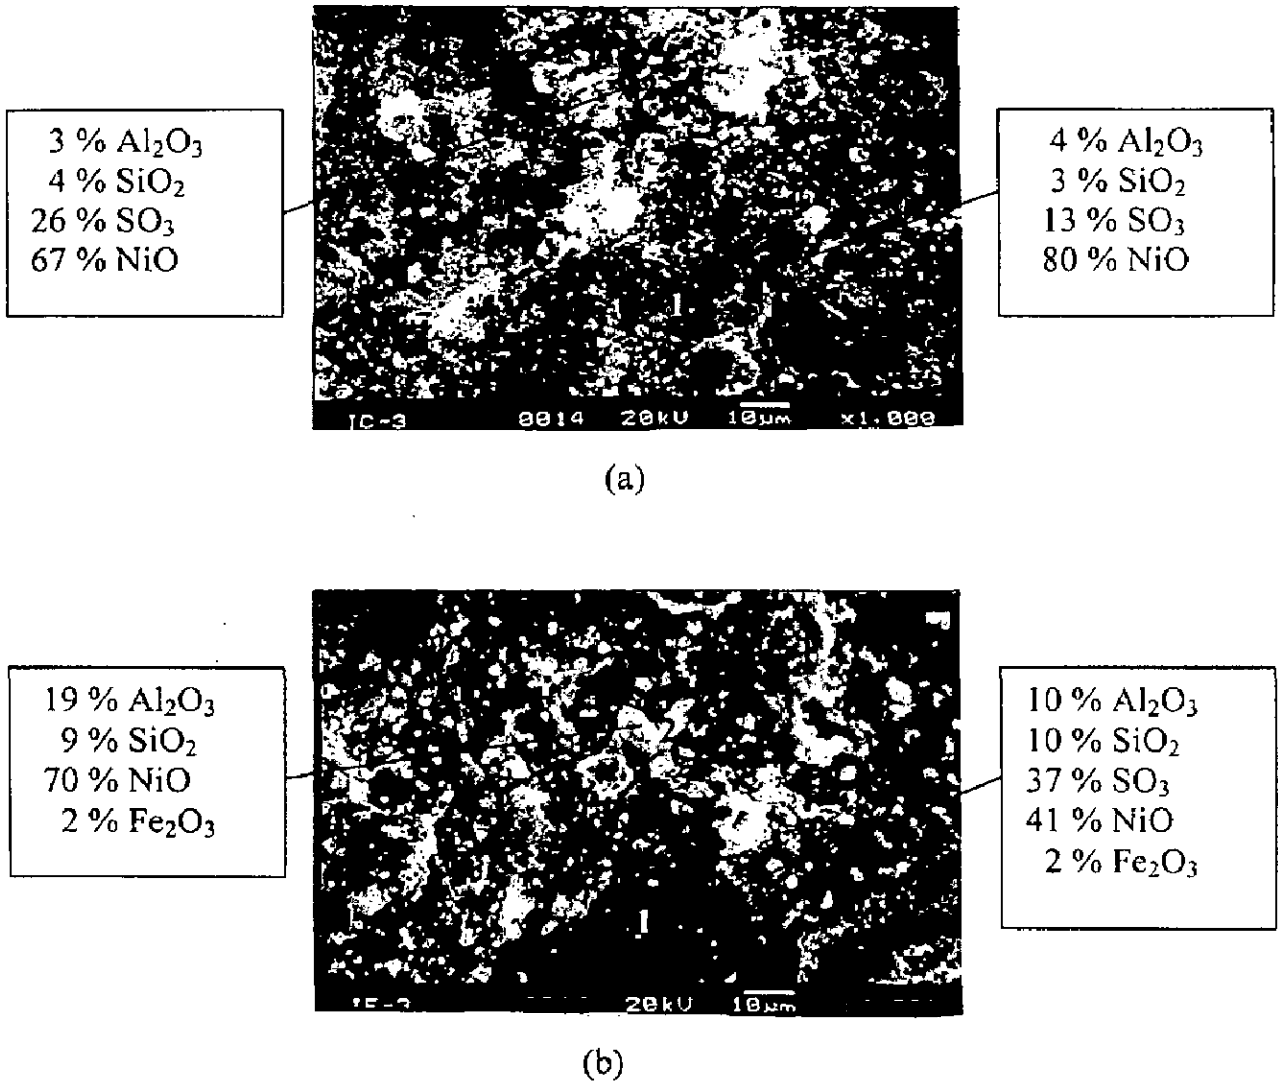 3 % Al₂O₃
4 % SiO₂
26 % SO₃
67 % NiO
4 % Al₂O₃
3 % SiO₂
13 % SO₃
80 % NiO
1
IC-3 0014 20kV 10µm x1,000
(a)
19 % Al₂O₃
9 % SiO₂
70 % NiO
2 % Fe₂O₃
10 % Al₂O₃
10 % SiO₂
37 % SO₃
41 % NiO
2 % Fe₂O₃
2
1
20kV 10µm
(b)